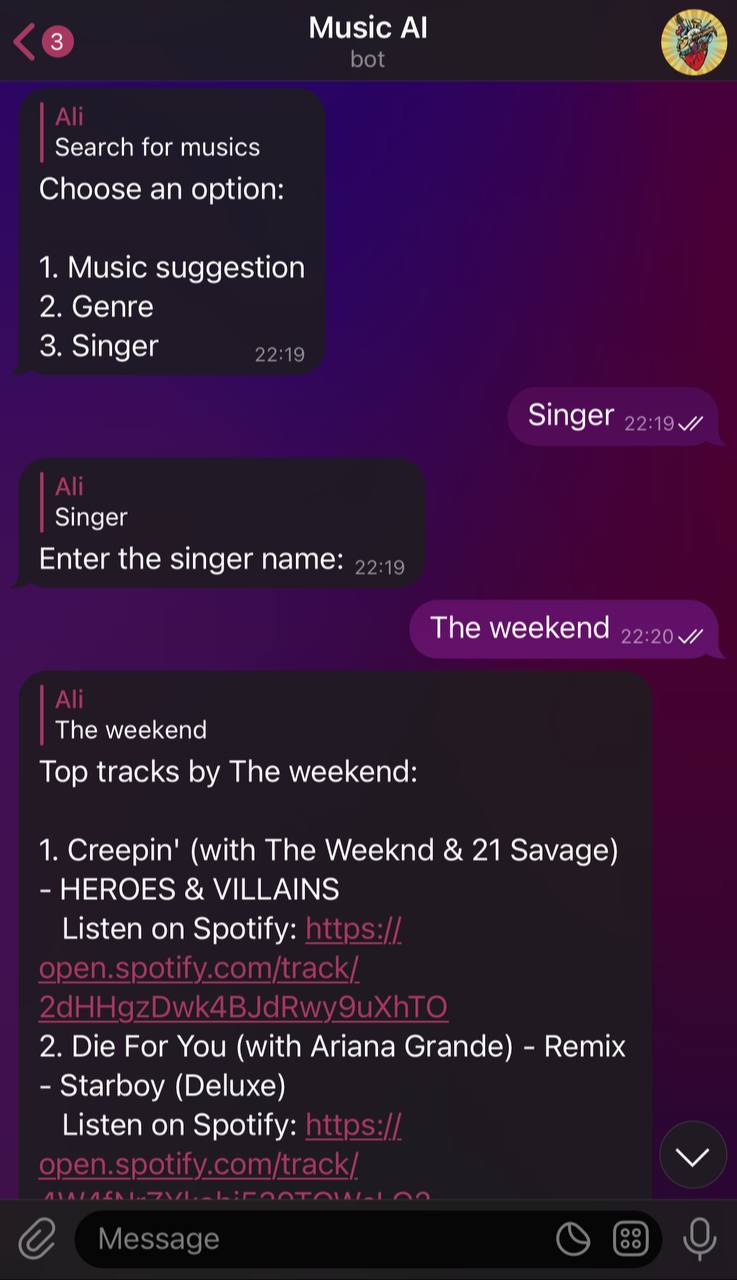 3
Music AI
bot
Ali
Search for musics
Choose an option:
1. Music suggestion
2. Genre
3. Singer
22:19
Singer 22:19
Ali
Singer
Enter the singer name: 22:19
The weekend 22:20
Ali
The weekend
Top tracks by The weekend:
1. Creepin' (with The Weeknd & 21 Savage)
- HEROES & VILLAINS
Listen on Spotify: https://
open.spotify.com/track/
2dHHgzDwk4BJdRwy9uXhTO
2. Die For You (with Ariana Grande) - Remix
- Starboy (Deluxe)
Listen on Spotify: https://
open.spotify.com/track/
Message